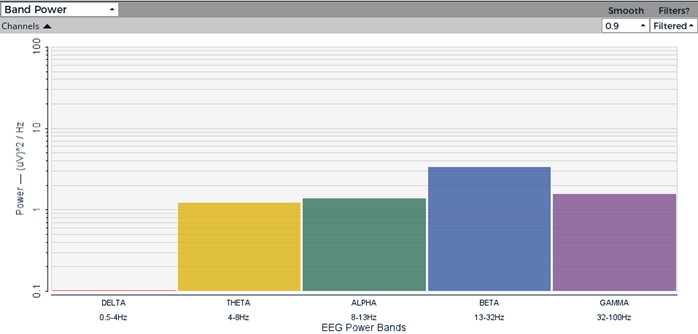 Band Power
Smooth Filters?
Channels
0.9 Filtered
100
10
1
0.1
Power — (uV)^2 / Hz
DELTA THETA ALPHA BETA GAMMA
0.5-4Hz 4-8Hz 8-13Hz 13-32Hz 32-100Hz
EEG Power Bands